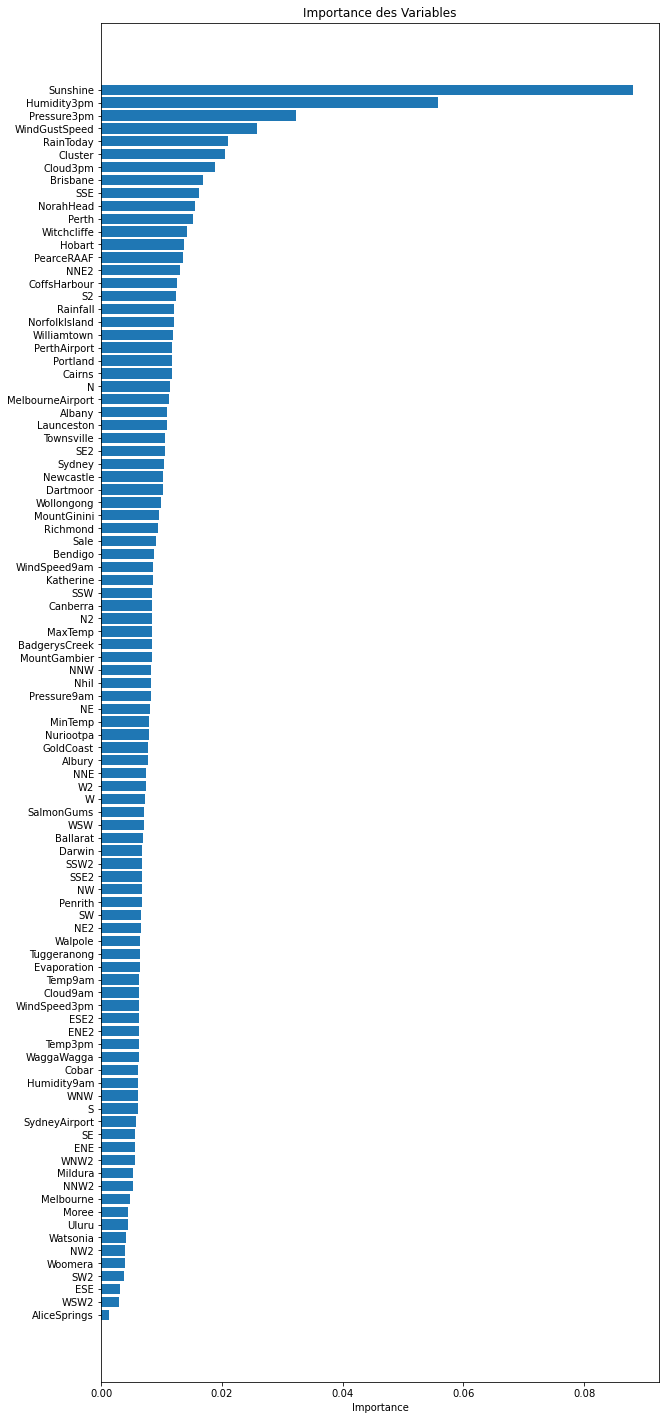 Importance des Variables
Sunshine
Humidity3pm
Pressure3pm
WindGustSpeed
RainToday
Cluster
Cloud3pm
Brisbane
SSE
NorahHead
Perth
Witchcliffe
Hobart
PearceRAAF
NNE2
CoffsHarbour
S2
Rainfall
NorfolkIsland
Williamtown
PerthAirport
Portland
Cairns
N
MelbourneAirport
Albany
Launceston
Townsville
SE2
Sydney
Newcastle
Dartmoor
Wollongong
MountGinini
Richmond
Sale
Bendigo
WindSpeed9am
Katherine
SSW
Canberra
N2
MaxTemp
BadgerysCreek
MountGambier
NNW
Nhil
Pressure9am
NE
MinTemp
Nuriootpa
GoldCoast
Albury
NNE
W2
W
SalmonGums
WSW
Ballarat
Darwin
SSW2
SSE2
NW
Penrith
SW
NE2
Walpole
Tuggeranong
Evaporation
Temp9am
Cloud9am
WindSpeed3pm
ESE2
ENE2
Temp3pm
WaggaWagga
Cobar
Humidity9am
WNW
S
SydneyAirport
SE
ENE
WNW2
Mildura
NNW2
Melbourne
Moree
Uluru
Watsonia
NW2
Woomera
SW2
ESE
WSW2
AliceSprings
0.00 0.02 0.04 0.06 0.08
Importance